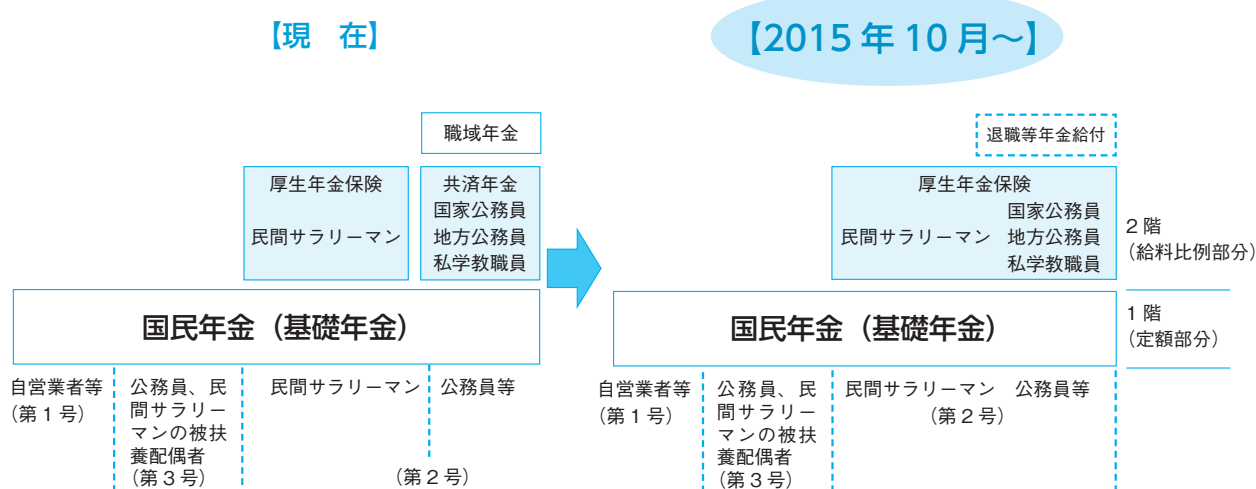 【現　在】
職域年金
厚生年金保険
民間サラリーマン
共済年金
国家公務員
地方公務員
私学教職員
国民年金（基礎年金）
自営業者等
（第１号）
公務員、民
間サラリー
マンの被扶
養配偶者
（第３号）
民間サラリーマン
公務員等
（第２号）
【2015年10月～】
退職等年金給付
厚生年金保険
民間サラリーマン
国家公務員
地方公務員
私学教職員
２階
（給料比例部分）
国民年金（基礎年金）
１階
（定額部分）
自営業者等
（第１号）
公務員、民
間サラリー
マンの被扶
養配偶者
（第３号）
民間サラリーマン　公務員等
（第２号）